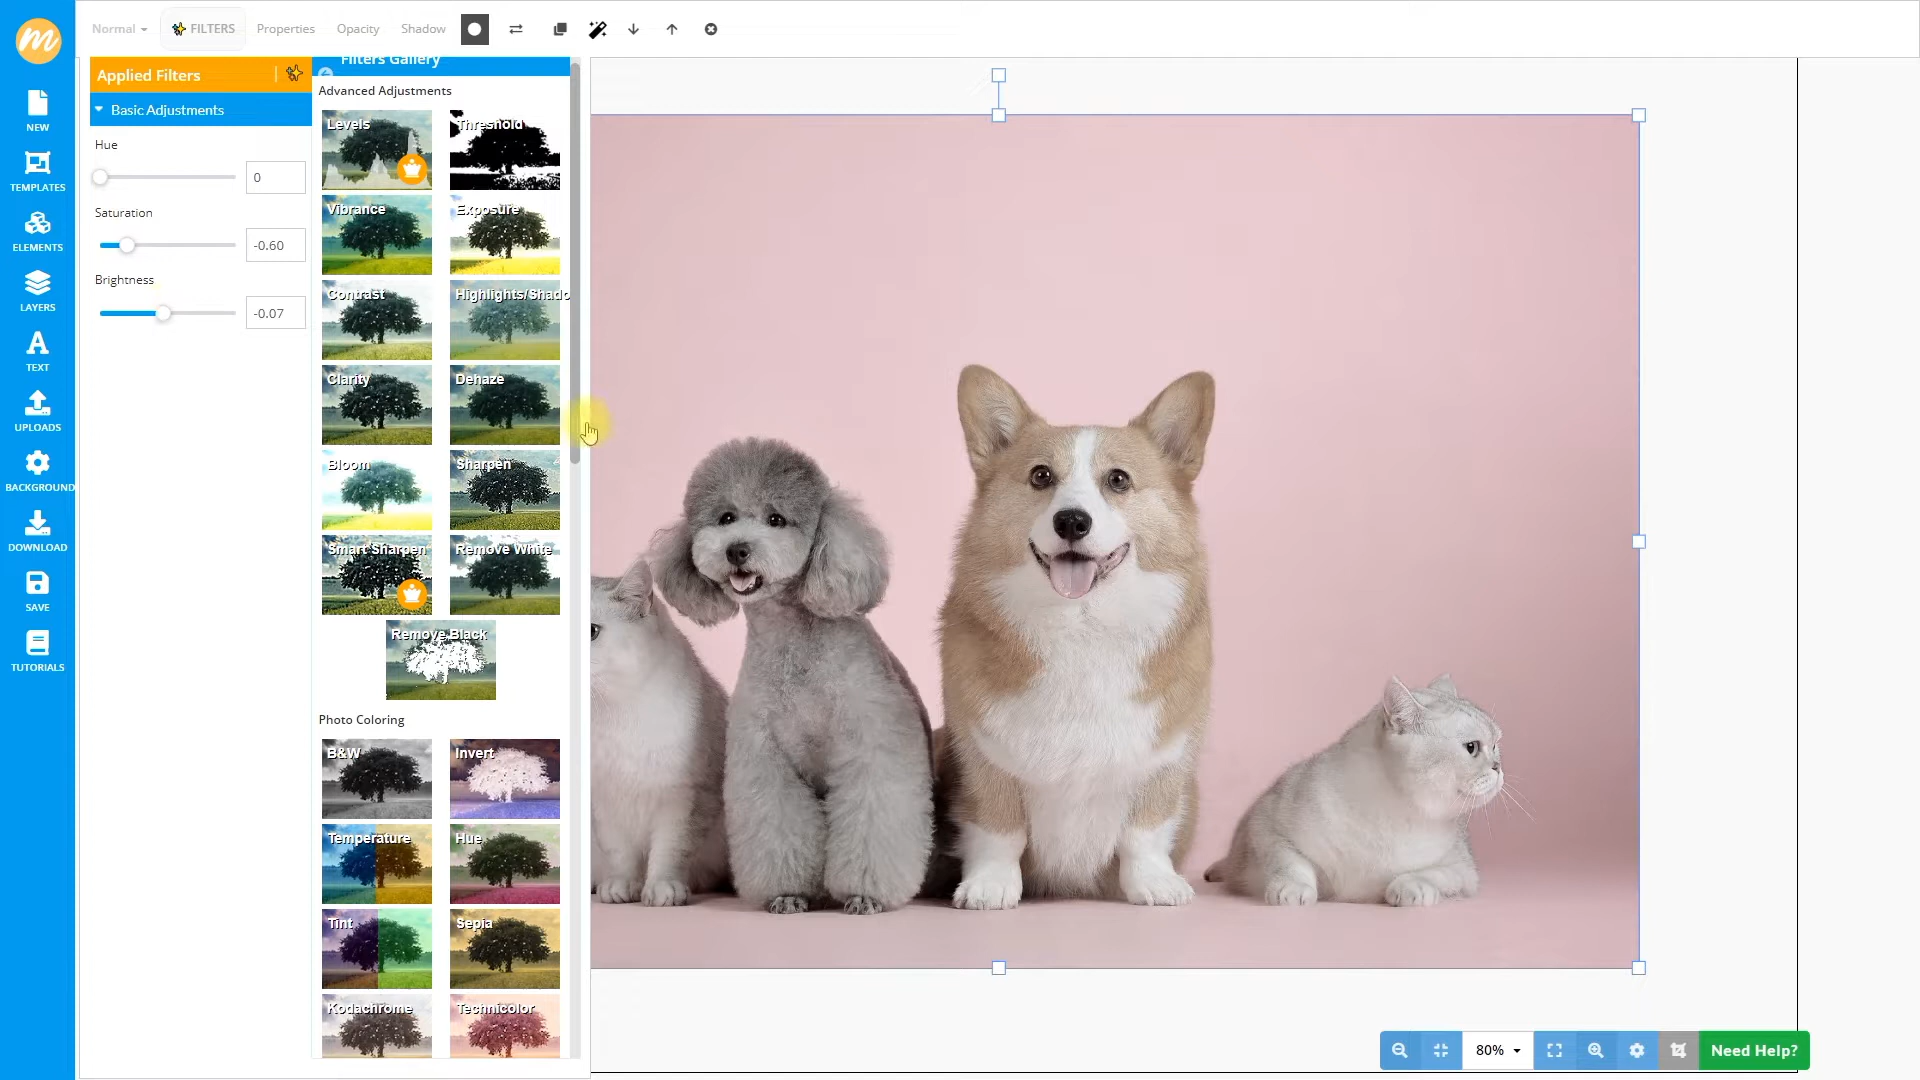 m
Normal
FILTERS
Properties
Opacity
Shadow
NEW
TEMPLATES
ELEMENTS
LAYERS
TEXT
UPLOADS
BACKGROUND
DOWNLOAD
SAVE
TUTORIALS
Applied Filters
Basic Adjustments
Hue
0
Saturation
-0.60
Brightness
-0.07
Filters Gallery
Advanced Adjustments
Levels
Threshold
Vibrance
Exposure
Contrast
Highlights/Shado
Clarity
Dehaze
Bloom
Sharpen
Smart Sharpen
Remove White
Remove Black
Photo Coloring
B&W
Invert
Temperature
Hue
Tint
Sepia
Kodachrome
Technicolor
80%
Need Help?